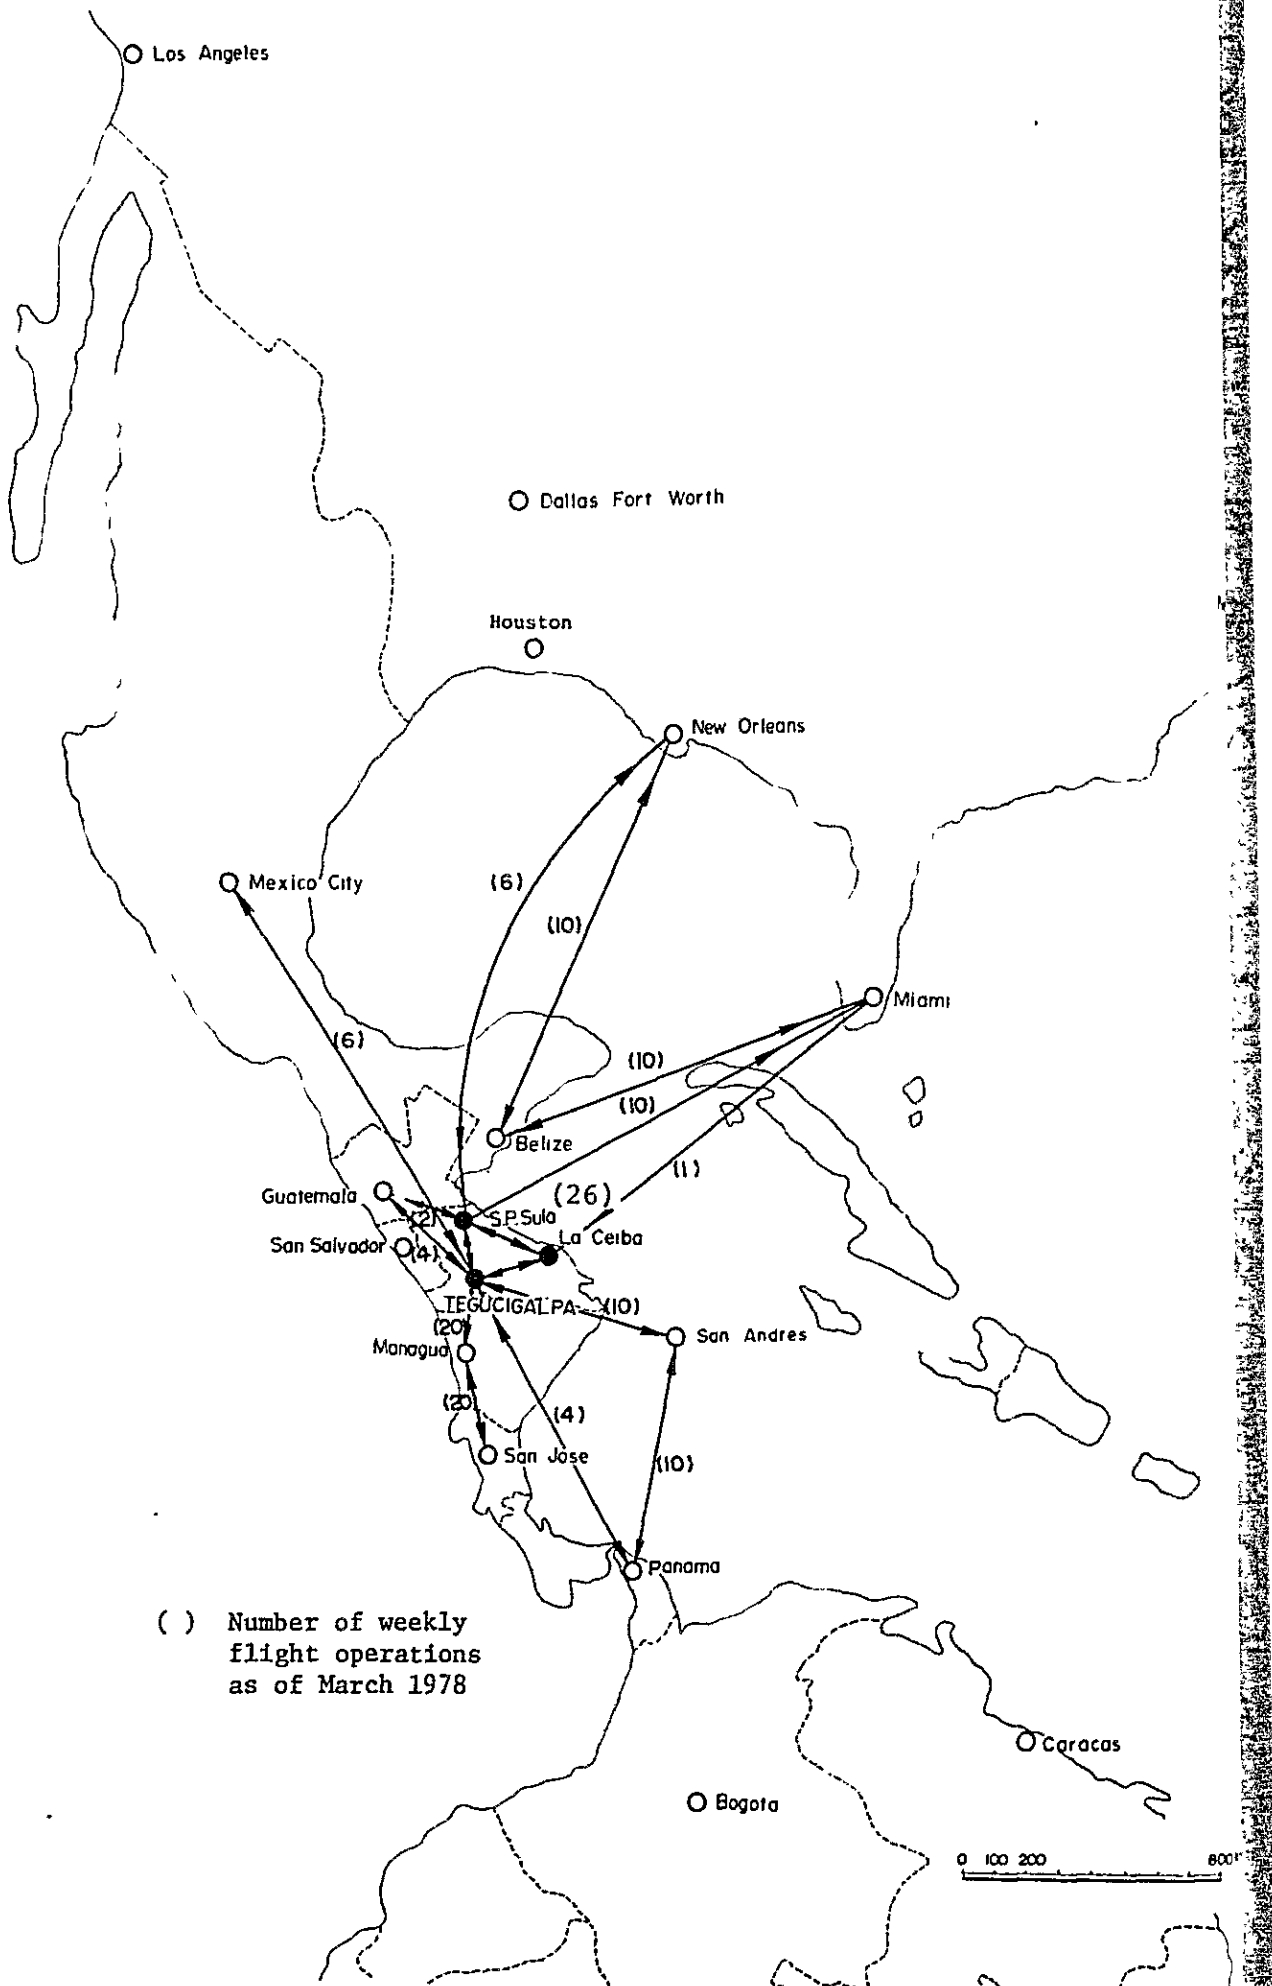 Los Angeles
Dallas Fort Worth
Houston
New Orleans
Mexico City
(6)
(10)
Miami
(6)
(10)
(10)
Belize
(1)
Guatemala
(26)
(2)
S.P.Sula
San Salvador
(4)
La Ceiba
TEGUCIGALPA
(10)
(20)
San Andres
Managua
(20)
(4)
San Jose
(10)
Panama
( ) Number of weekly
flight operations
as of March 1978
Caracas
Bogota
0 100 200 800